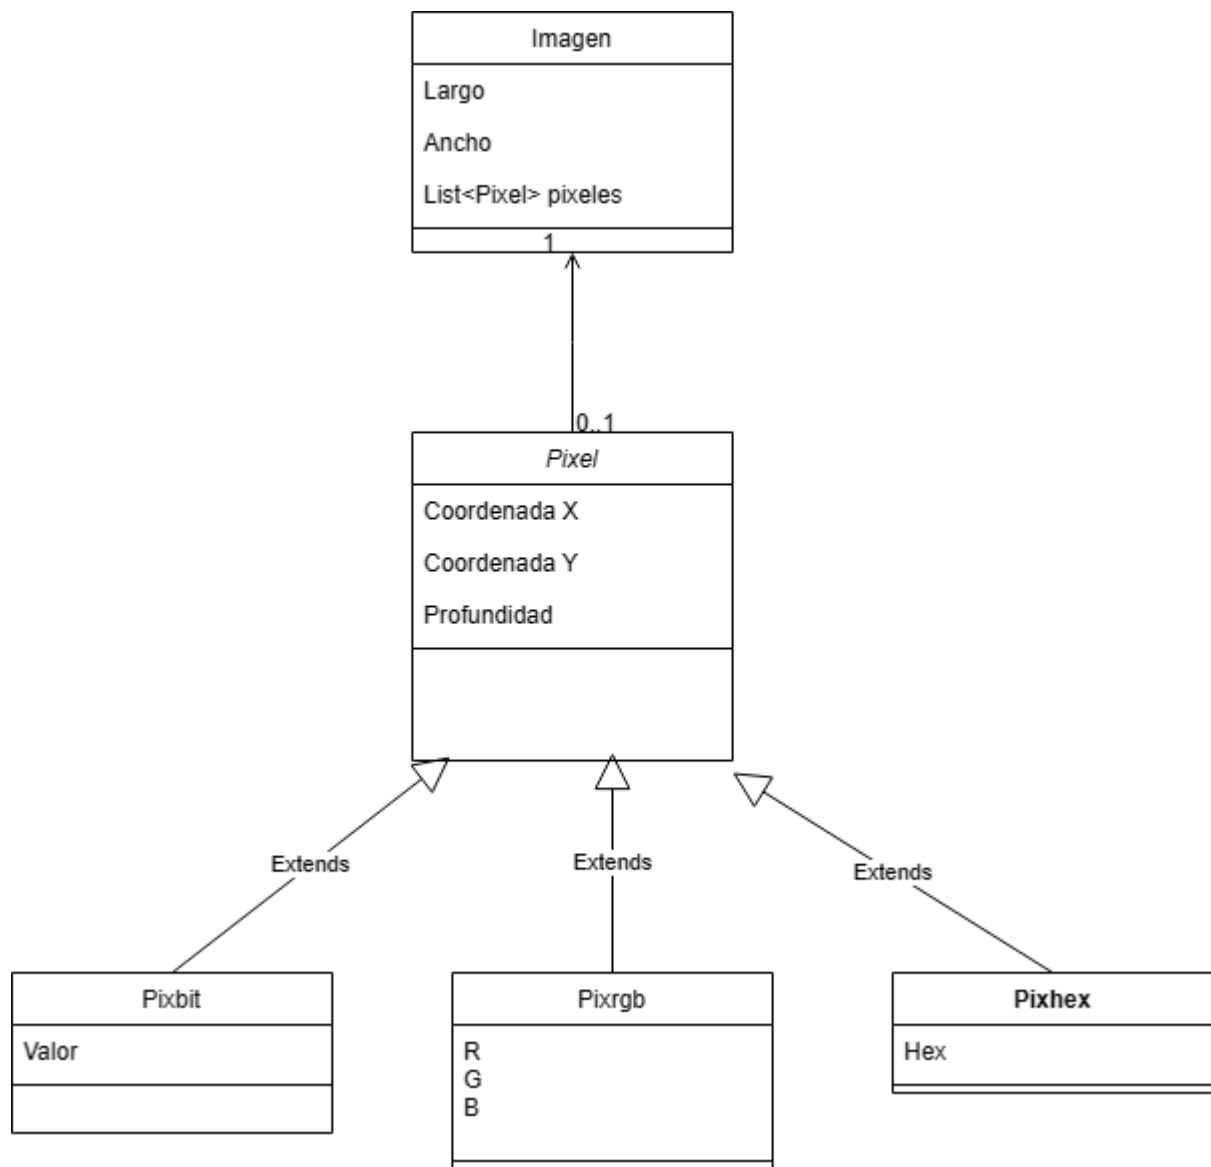 Imagen
Largo
Ancho
List<Pixel> pixeles
1
0..1
Pixel
Coordenada X
Coordenada Y
Profundidad
Extends
Extends
Extends
Pixbit
Valor
Pixrgb
R
G
B
Pixhex
Hex